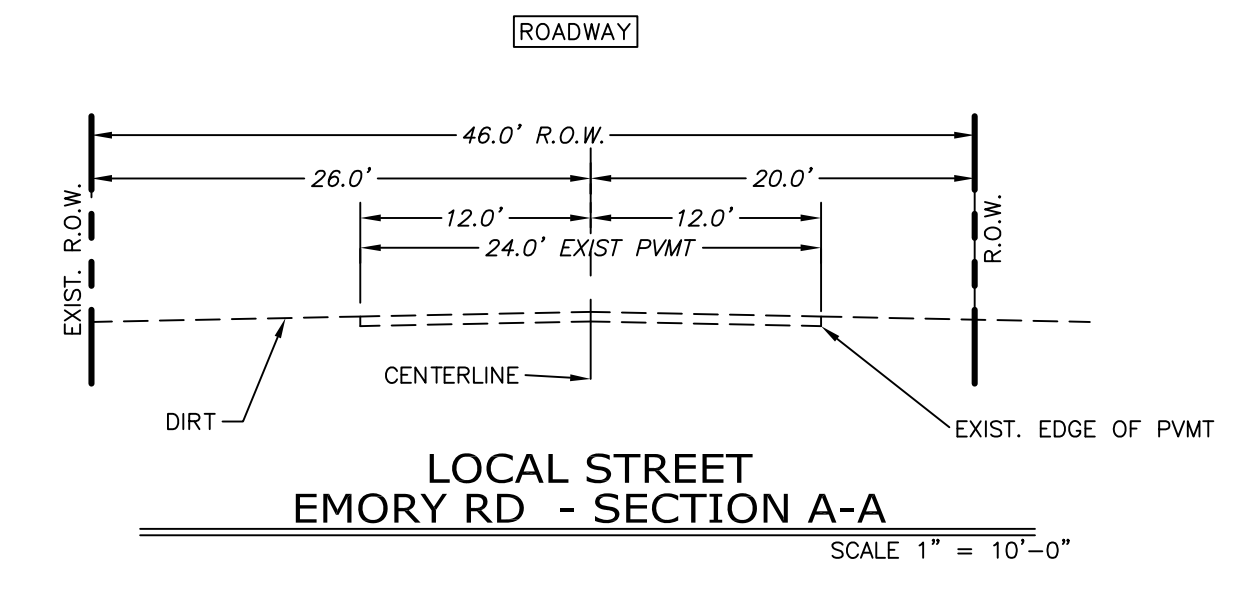 ROADWAY
46.0' R.O.W.
26.0'
20.0'
12.0'
12.0'
24.0' EXIST PVMT
EXIST. R.O.W.
R.O.W.
CENTERLINE
DIRT
EXIST. EDGE OF PVMT
LOCAL STREET
EMORY RD - SECTION A-A
SCALE 1" = 10'-0"